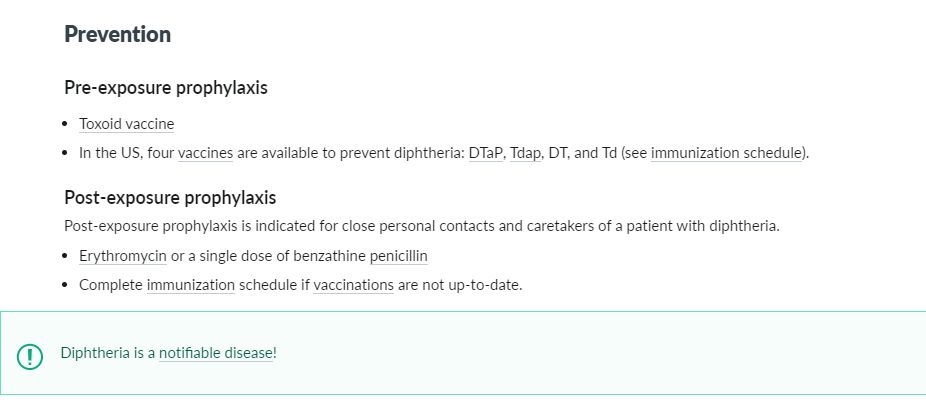 Prevention
Pre-exposure prophylaxis
• Toxoid vaccine
• In the US, four vaccines are available to prevent diphtheria: DTaP, Tdap, DT, and Td (see immunization schedule).
Post-exposure prophylaxis
Post-exposure prophylaxis is indicated for close personal contacts and caretakers of a patient with diphtheria.
• Erythromycin or a single dose of benzathine penicillin
• Complete immunization schedule if vaccinations are not up-to-date.
Diphtheria is a notifiable disease!